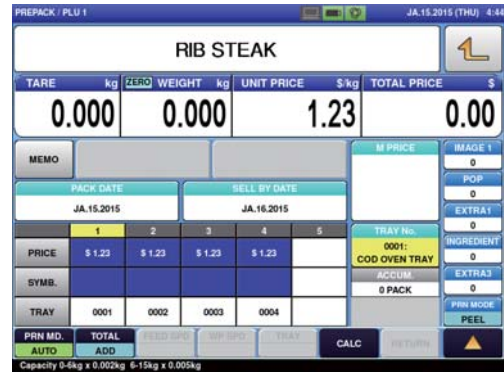 PREPACK / PLU 1 JA.15.2015 (THU) 4:44
RIB STEAK
TARE kg ZERO WEIGHT kg UNIT PRICE $/kg TOTAL PRICE $
0.000 0.000 1.23 0.00
MEMO M PRICE IMAGE 1
0
PACK DATE SELL BY DATE POP
JA.15.2015 JA.16.2015 0
EXTRA1
0
1 2 3 4 5 TRAY No.
PRICE $ 1.23 $ 1.23 $ 1.23 $ 1.23 0001:
COD OVEN TRAY
INGREDIENT
0
SYMB. ACCUM. EXTRA3
0 PACK 0
TRAY 0001 0002 0003 0004 PRN MODE
PEEL
PRN MD. TOTAL FEED SPD WP SPD TRAY CALC RETURN
AUTO ADD
Capacity 0-6kg x 0.002kg 6-15kg x 0.005kg